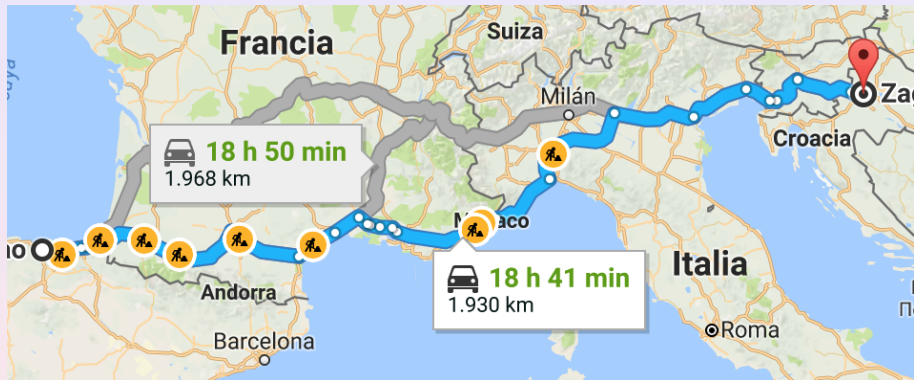 Francia
Suiza
Milán
Zag
Croacia
18 h 50 min
1.968 km
no
Andorra
18 h 41 min
1.930 km
Italia
Barcelona
Roma